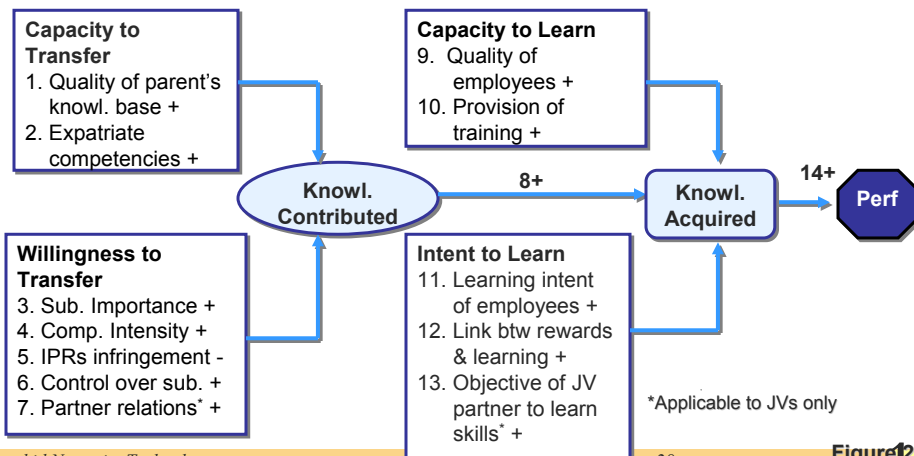 Capacity to
Transfer
1. Quality of parent's
knowl. base +
2. Expatriate
competencies +
Capacity to Learn
9. Quality of
employees +
10. Provision of
training +
Knowl.
Contributed
8+
Knowl.
Acquired
14+
Perf
Willingness to
Transfer
3. Sub. Importance +
4. Comp. Intensity +
5. IPRs infringement -
6. Control over sub. +
7. Partner relations* +
Intent to Learn
11. Learning intent
of employees +
12. Link btw rewards
& learning +
13. Objective of JV
partner to learn
skills* +
*Applicable to JVs only